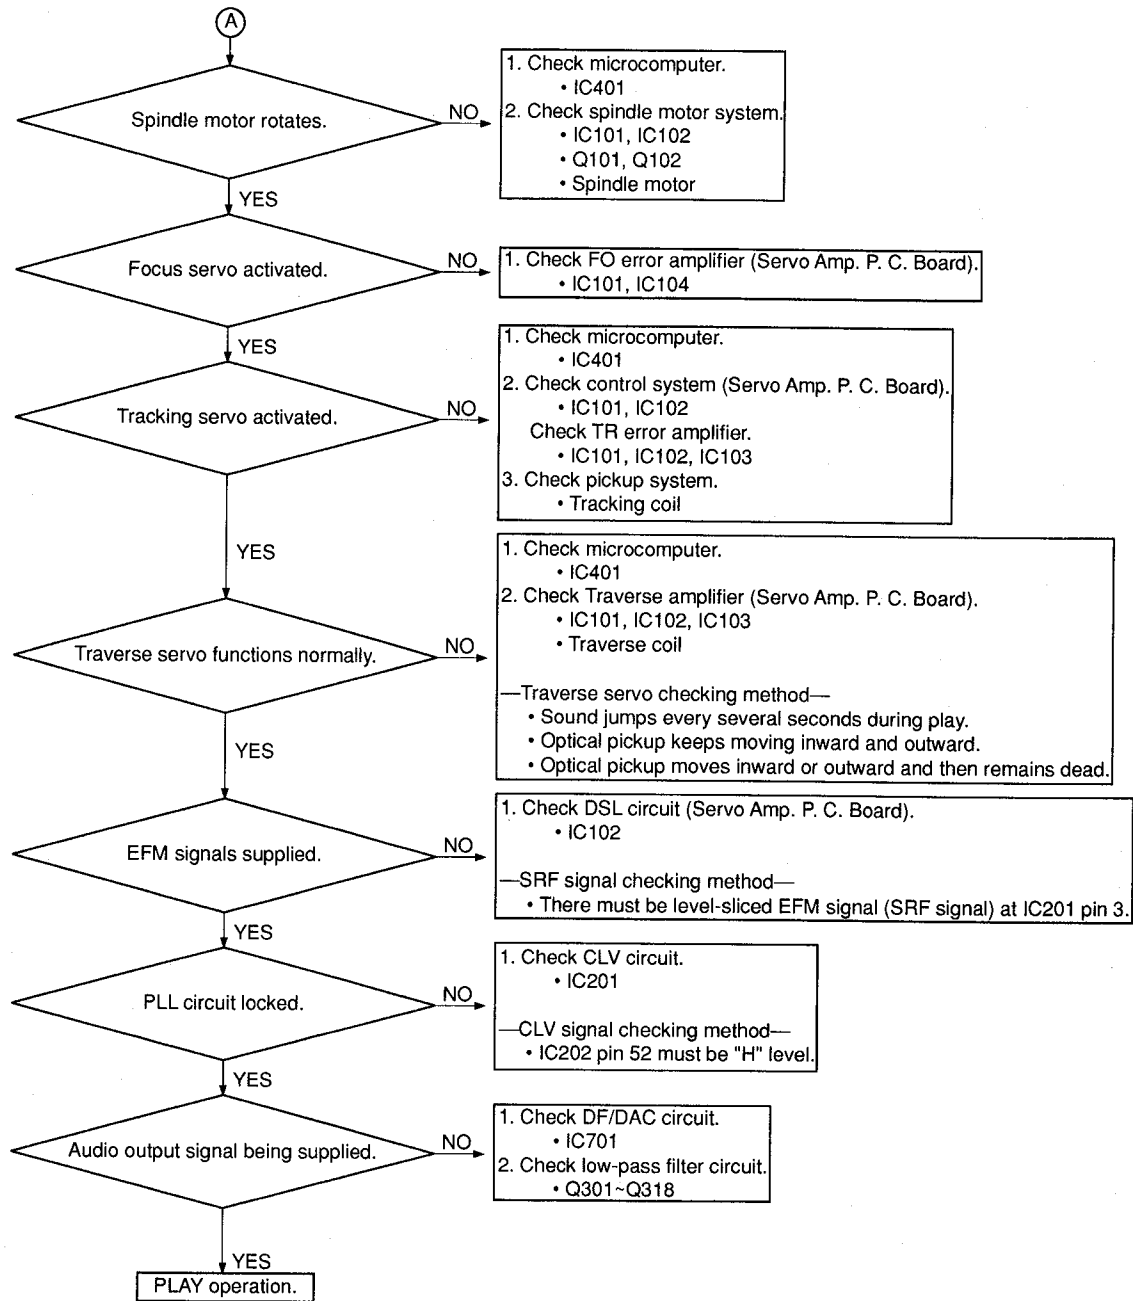 A
Spindle motor rotates.
NO
1. Check microcomputer.
• IC401
2. Check spindle motor system.
• IC101, IC102
• Q101, Q102
• Spindle motor
YES
Focus servo activated.
NO
1. Check FO error amplifier (Servo Amp. P. C. Board).
• IC101, IC104
YES
Tracking servo activated.
NO
1. Check microcomputer.
• IC401
2. Check control system (Servo Amp. P. C. Board).
• IC101, IC102
Check TR error amplifier.
• IC101, IC102, IC103
3. Check pickup system.
• Tracking coil
YES
Traverse servo functions normally.
NO
1. Check microcomputer.
• IC401
2. Check Traverse amplifier (Servo Amp. P. C. Board).
• IC101, IC102, IC103
• Traverse coil
—Traverse servo checking method—
• Sound jumps every several seconds during play.
• Optical pickup keeps moving inward and outward.
• Optical pickup moves inward or outward and then remains dead.
YES
EFM signals supplied.
NO
1. Check DSL circuit (Servo Amp. P. C. Board).
• IC102
—SRF signal checking method—
• There must be level-sliced EFM signal (SRF signal) at IC201 pin 3.
YES
PLL circuit locked.
NO
1. Check CLV circuit.
• IC201
—CLV signal checking method—
• IC202 pin 52 must be "H" level.
YES
Audio output signal being supplied.
NO
1. Check DF/DAC circuit.
• IC701
2. Check low-pass filter circuit.
• Q301~Q318
YES
PLAY operation.